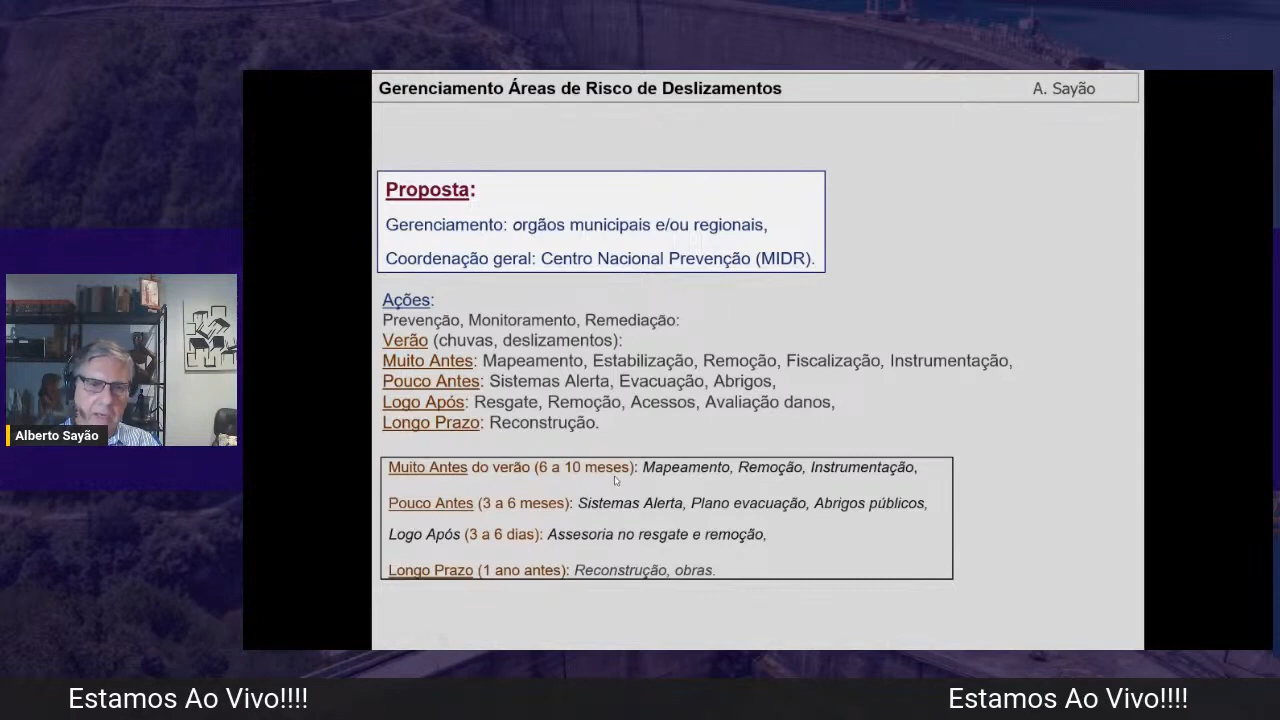 Gerenciamento Áreas de Risco de Deslizamentos
A. Sayão
Proposta:
Gerenciamento: orgãos municipais e/ou regionais,
Coordenação geral: Centro Nacional Prevenção (MIDR).
Ações:
Prevenção, Monitoramento, Remediação:
Verão (chuvas, deslizamentos):
Muito Antes: Mapeamento, Estabilização, Remoção, Fiscalização, Instrumentação,
Pouco Antes: Sistemas Alerta, Evacuação, Abrigos,
Logo Após: Resgate, Remoção, Acessos, Avaliação danos,
Longo Prazo: Reconstrução.
Muito Antes do verão (6 a 10 meses): Mapeamento, Remoção, Instrumentação,
Pouco Antes (3 a 6 meses): Sistemas Alerta, Plano evacuação, Abrigos públicos,
Logo Após (3 a 6 dias): Assesoria no resgate e remoção,
Longo Prazo (1 ano antes): Reconstrução, obras.
Alberto Sayão
Estamos Ao Vivo!!!!
Estamos Ao Vivo!!!!